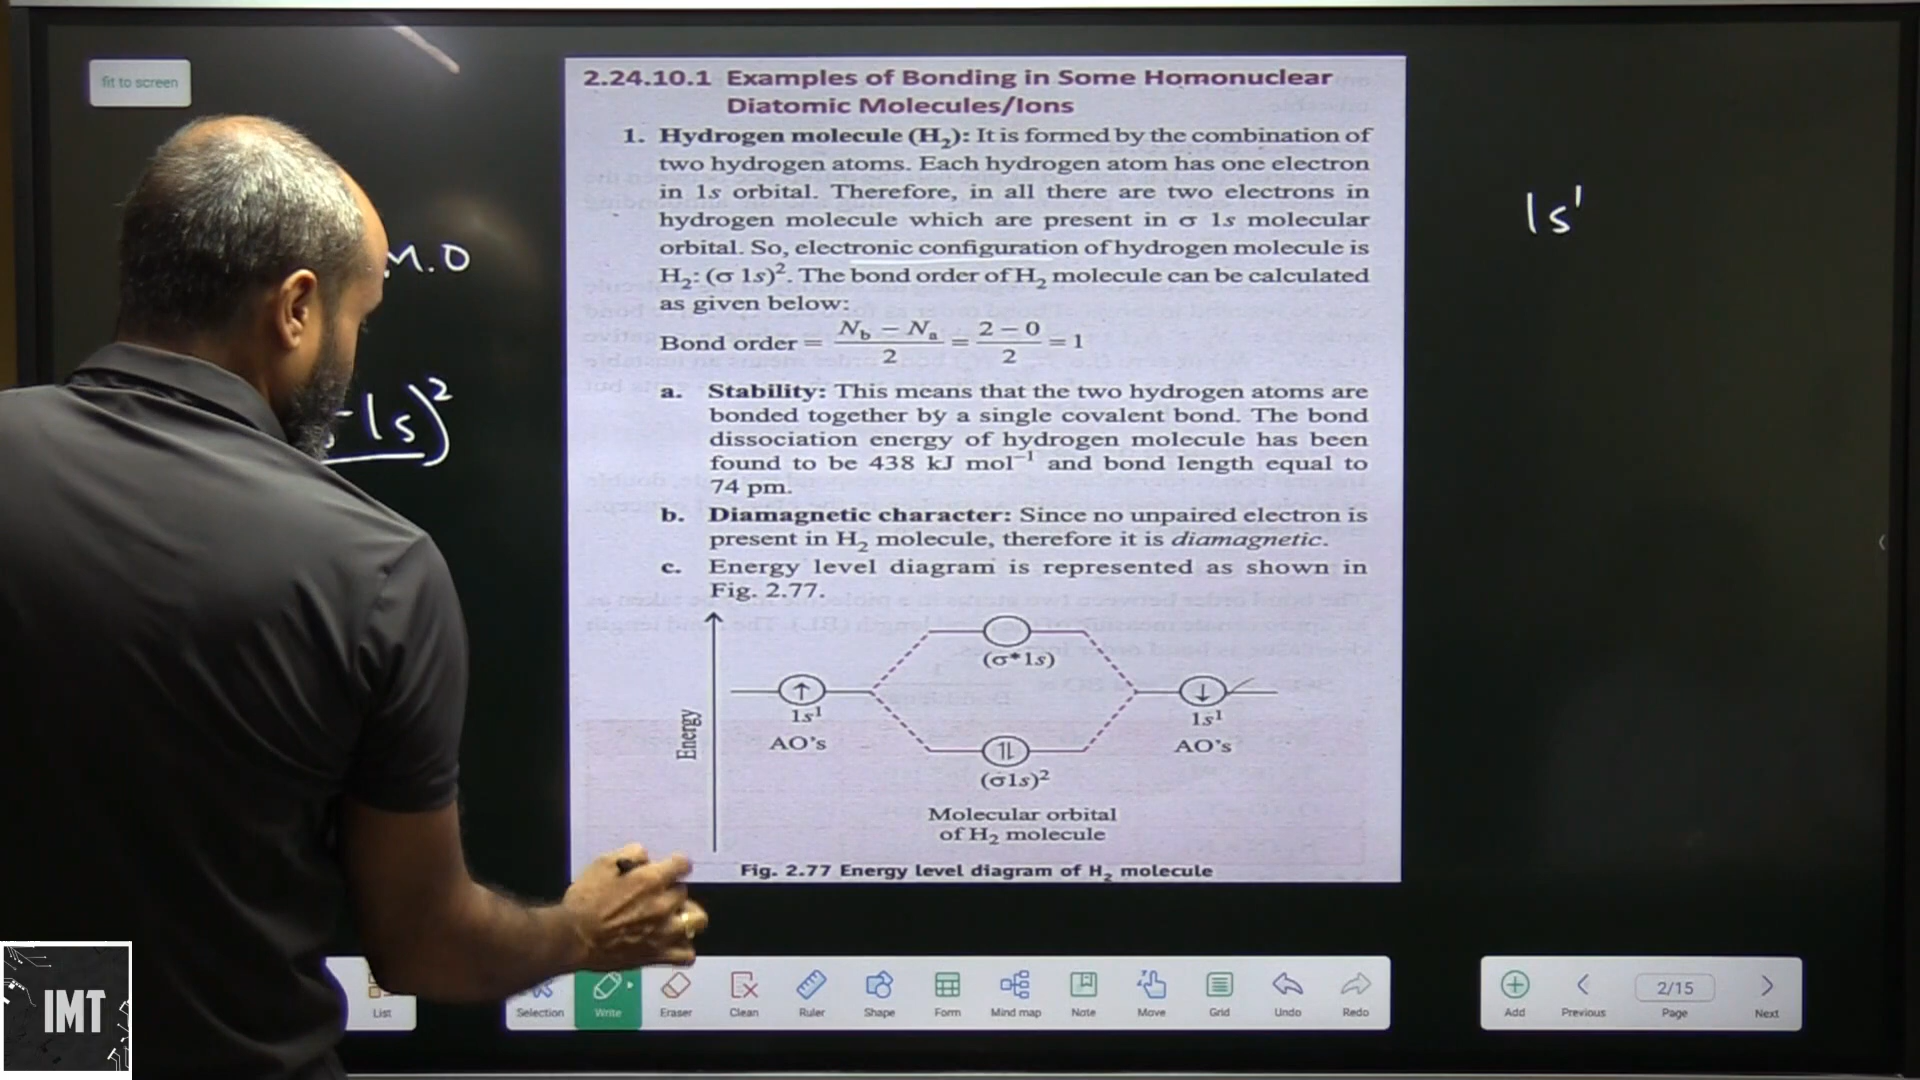 fit to screen
2.24.10.1 Examples of Bonding in Some Homonuclear
Diatomic Molecules/Ions
1. Hydrogen molecule (H₂): It is formed by the combination of
two hydrogen atoms. Each hydrogen atom has one electron
in 1s orbital. Therefore, in all there are two electrons in
hydrogen molecule which are present in σ 1s molecular
orbital. So, electronic configuration of hydrogen molecule is
H₂: (σ 1s)². The bond order of H₂ molecule can be calculated
as given below:
Bond order = (N_b − N_a)/2 = (2 − 0)/2 = 1
a. Stability: This means that the two hydrogen atoms are
bonded together by a single covalent bond. The bond
dissociation energy of hydrogen molecule has been
found to be 438 kJ mol⁻¹ and bond length equal to
74 pm.
b. Diamagnetic character: Since no unpaired electron is
present in H₂ molecule, therefore it is diamagnetic.
c. Energy level diagram is represented as shown in
Fig. 2.77.
Energy
(σ*1s)
↑
↓
1s¹
1s¹
AO's
AO's
↑↓
(σ1s)²
Molecular orbital
of H₂ molecule
Fig. 2.77 Energy level diagram of H₂ molecule
M.O
1s)²
1s¹
IMT
List
Selection
Write
Eraser
Clean
Ruler
Shape
Form
Mind map
Note
Move
Grid
Undo
Redo
Add
Previous
2/15
Page
Next